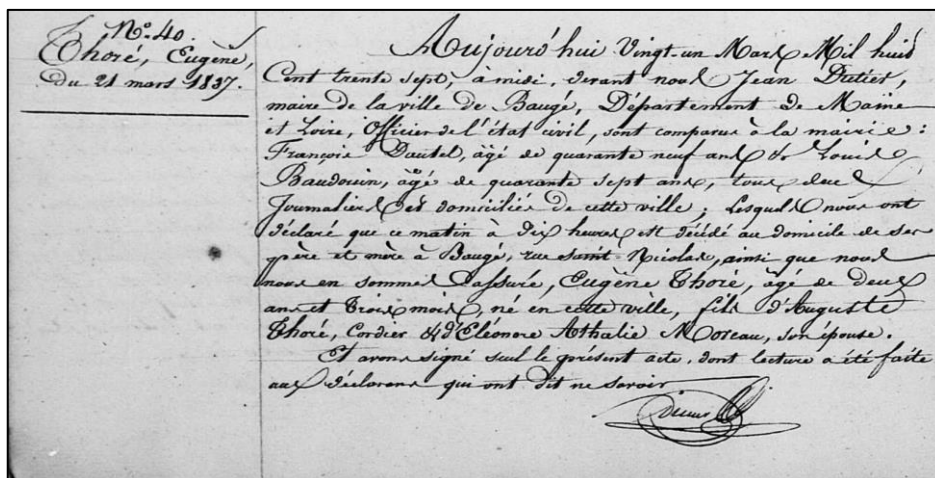 N.º 40.
Thoré, Eugène,
Du 21 mars 1837.
Aujourd'hui Vingt-un Mars Mil huit
Cent trente sept, à midi, devant nous Jean
maire de la ville de Baugé, Département de Maine
et Loire, Officier de l'état civil, sont comparus à la mairie :
François Dautel, âgé de quarante neuf ans & Louis
Baudouin, âgé de quarante sept ans, tous deux
Journaliers et domiciliés de cette ville ; Lesquels nous ont
déclaré que ce matin à Dix heures est décédé au domicile de ses
père et mère à Baugé, rue saint Nicolas, ainsi que nous
nous en sommes assuré, Eugène Thoré, âgé de deux
ans et Trois mois, né en cette ville, fils d'Auguste
Thoré, Cordier & d'Eléonore Athalie Moreau, son épouse.
Et avons signé seul le présent acte, dont lecture a été faite
aux déclarans qui ont dit ne savoir